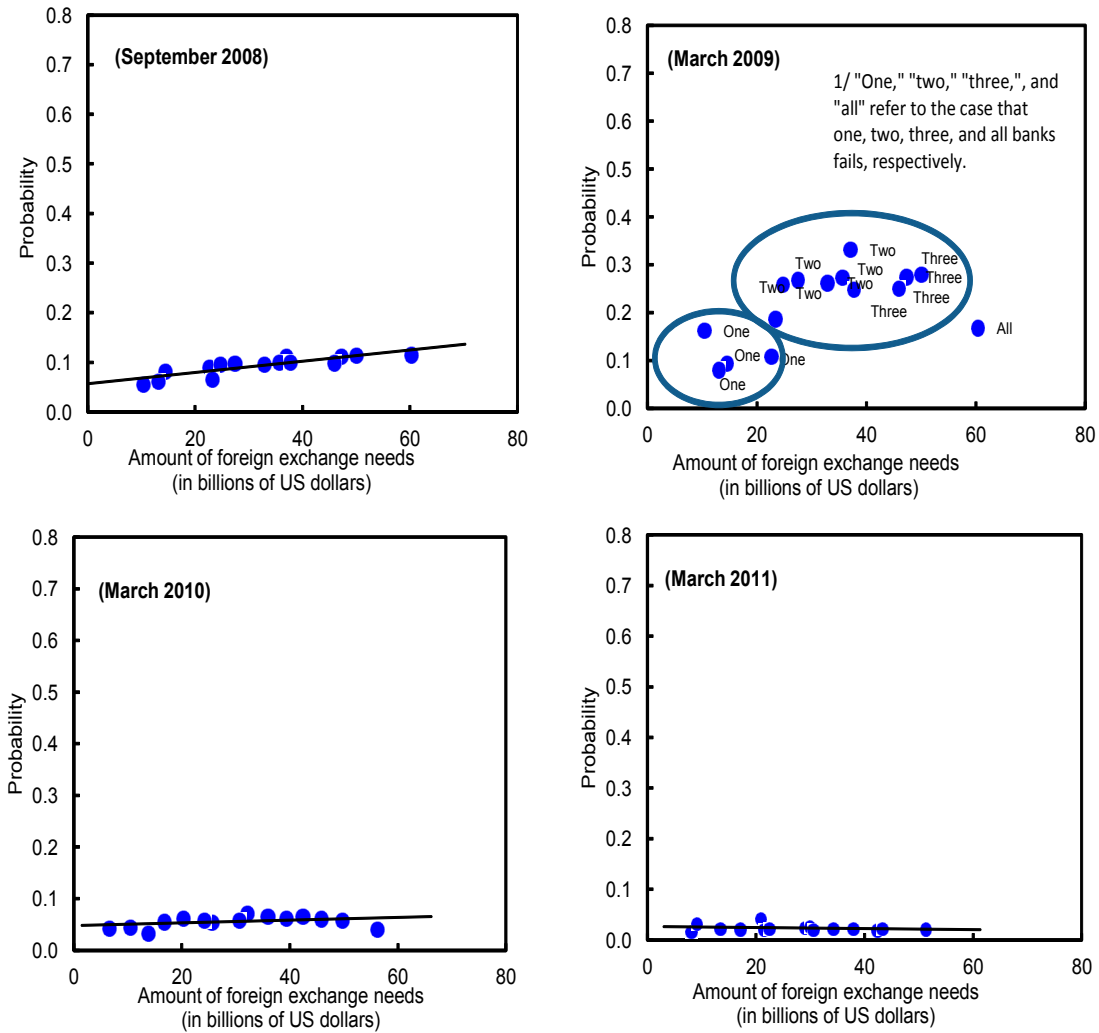 0.8
0.7
0.6
0.5
0.4
0.3
0.2
0.1
0.0
Probability
(September 2008)
0 20 40 60 80
Amount of foreign exchange needs
(in billions of US dollars)
0.8
0.7
0.6
0.5
0.4
0.3
0.2
0.1
0.0
Probability
(March 2009)
1/ "One," "two," "three,", and
"all" refer to the case that
one, two, three, and all banks
fails, respectively.
Two
Two
Two
Three
Two
Two
Two
Three
Three
Three
One
All
One
One
One
0 20 40 60 80
Amount of foreign exchange needs
(in billions of US dollars)
0.8
0.7
0.6
0.5
0.4
0.3
0.2
0.1
0.0
Probability
(March 2010)
0 20 40 60 80
Amount of foreign exchange needs
(in billions of US dollars)
0.8
0.7
0.6
0.5
0.4
0.3
0.2
0.1
0.0
Probability
(March 2011)
0 20 40 60 80
Amount of foreign exchange needs
(in billions of US dollars)